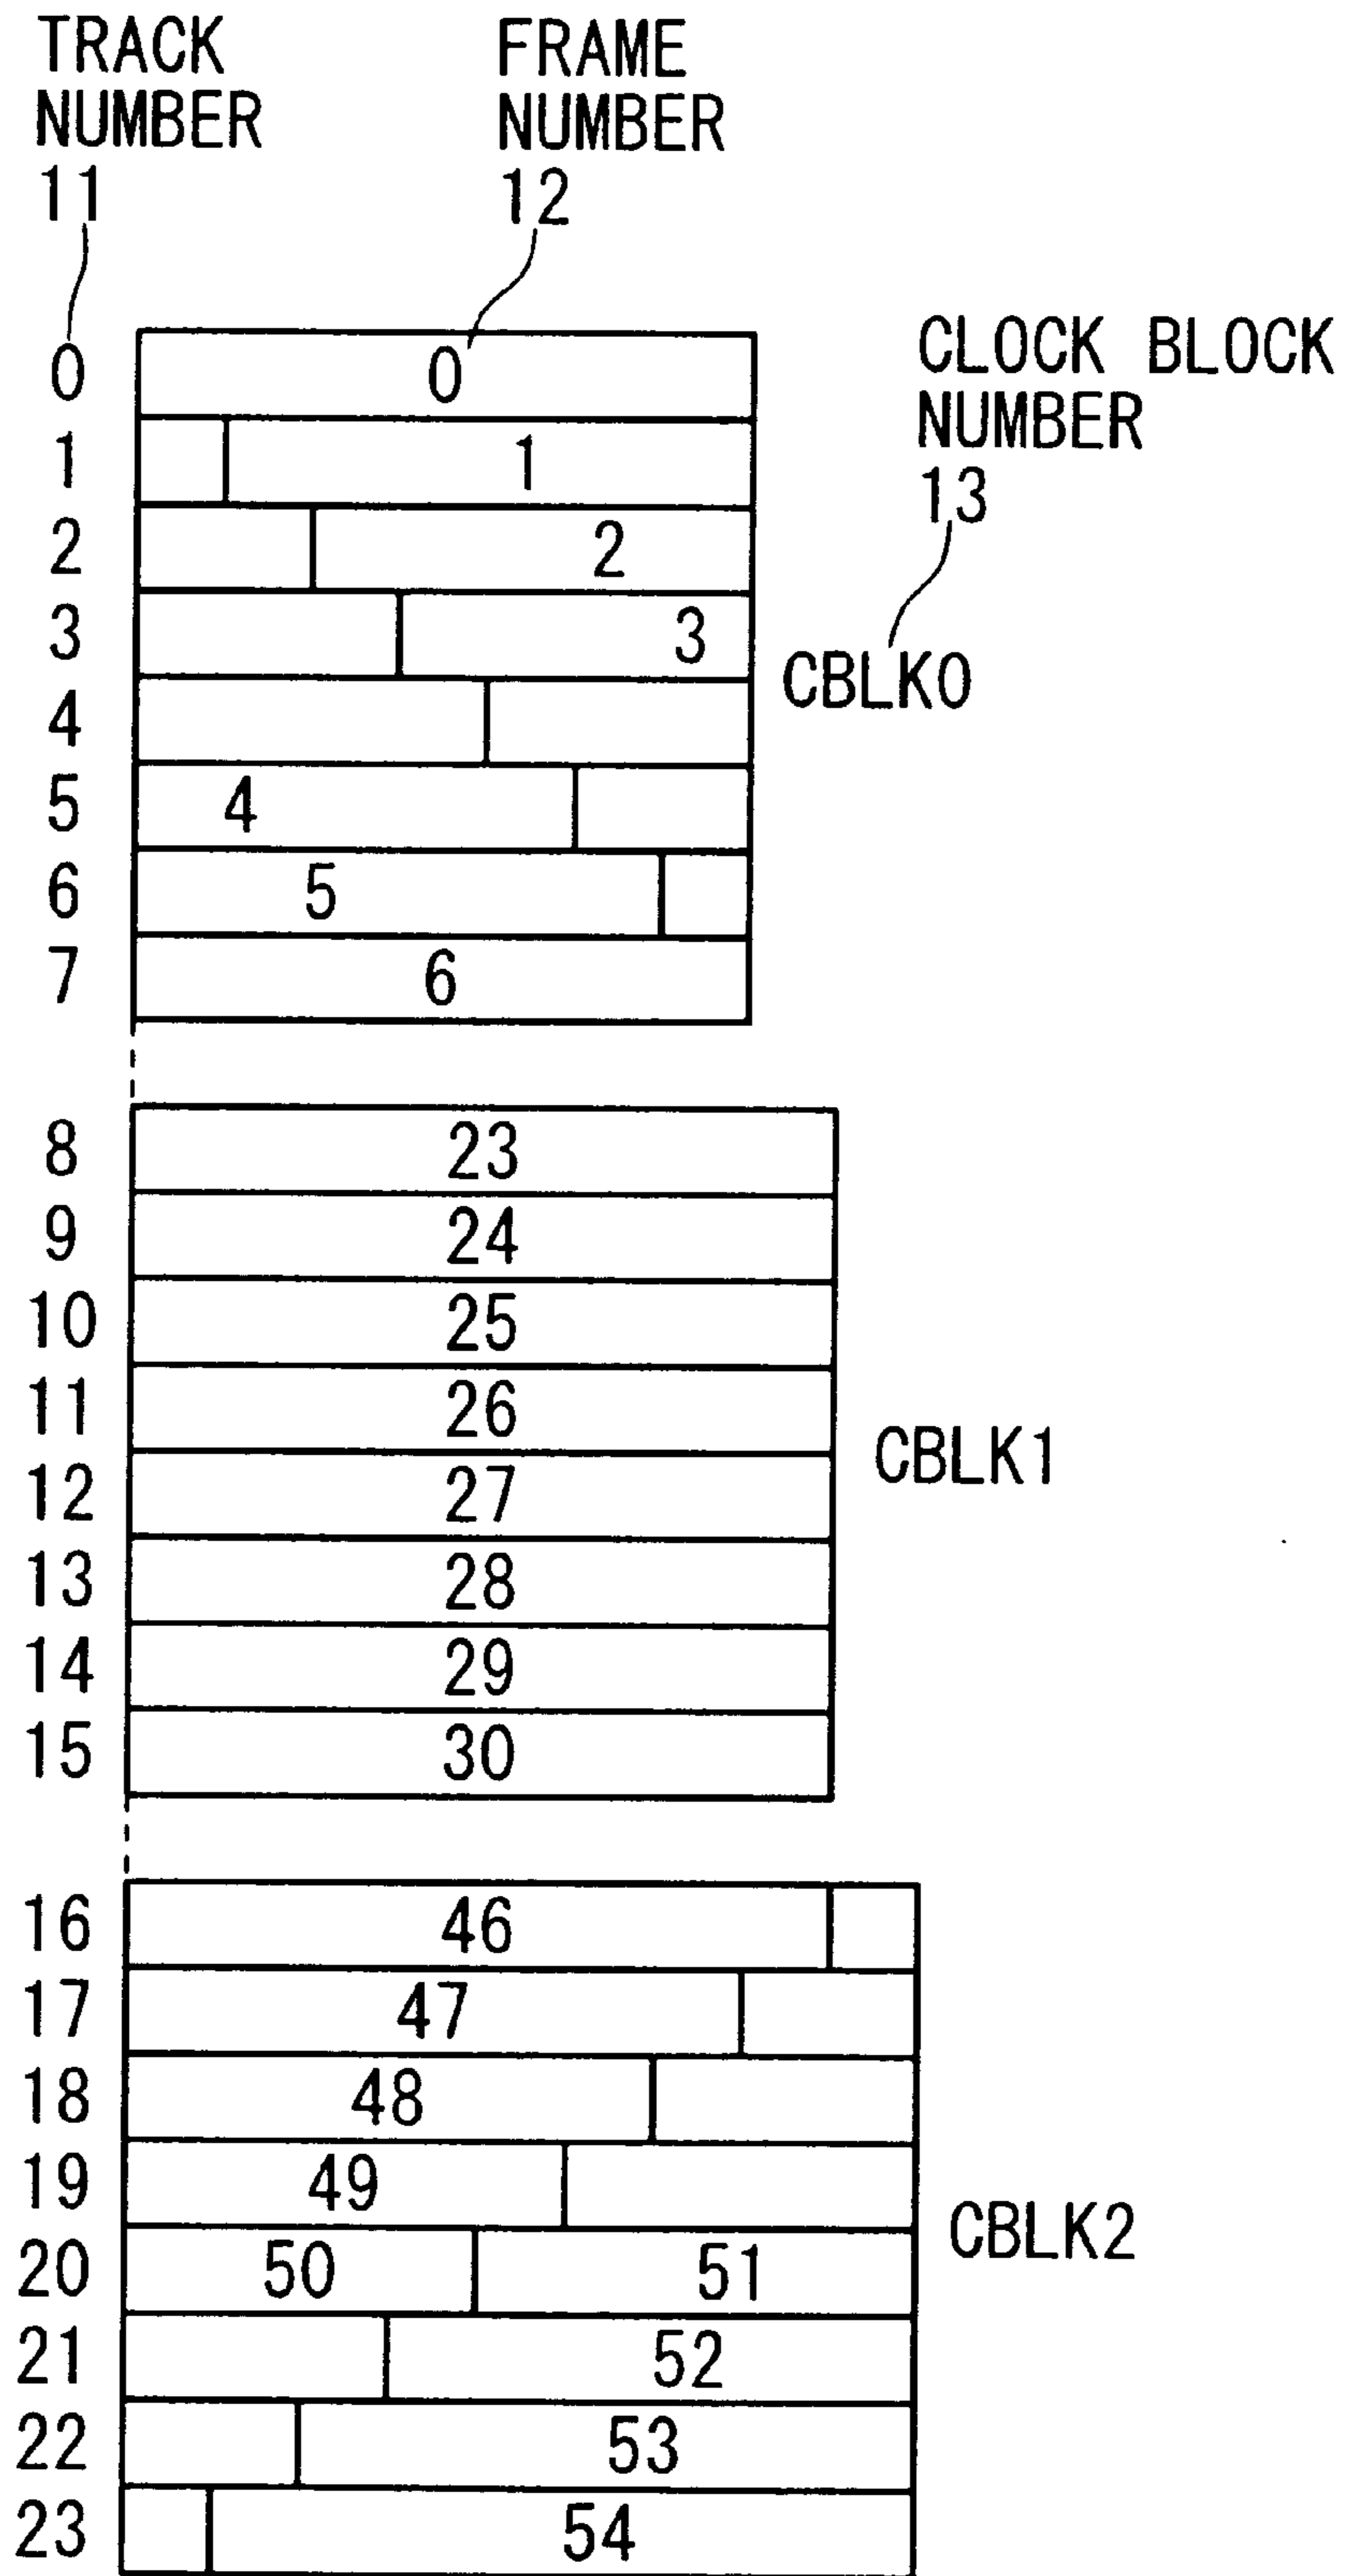 TRACK
NUMBER
11
FRAME
NUMBER
12
CLOCK BLOCK
NUMBER
13
0 0
1 1
2 2
3 3
CBLK0
4
5 4
6 5
7 6
8 23
9 24
10 25
11 26
CBLK1
12 27
13 28
14 29
15 30
16 46
17 47
18 48
19 49
CBLK2
20 50 51
21 52
22 53
23 54